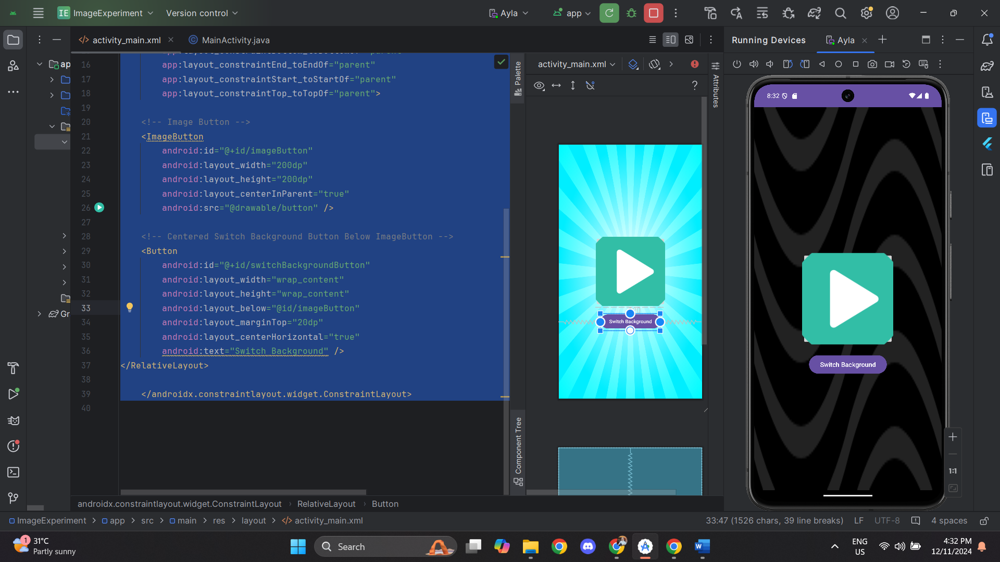 IE ImageExperiment Version control Ayla app
activity_main.xml MainActivity.java Running Devices Ayla
16 app:layout_constraintEnd_toEndOf="parent"
17 app:layout_constraintStart_toStartOf="parent"
18 app:layout_constraintTop_toTopOf="parent">
19
20 <!-- Image Button -->
21 <ImageButton
22 android:id="@+id/imageButton"
23 android:layout_width="200dp"
24 android:layout_height="200dp"
25 android:layout_centerInParent="true"
26 android:src="@drawable/button" />
27
28 <!-- Centered Switch Background Button Below ImageButton -->
29 <Button
30 android:id="@+id/switchBackgroundButton"
31 android:layout_width="wrap_content"
32 android:layout_height="wrap_content"
33 android:layout_below="@id/imageButton"
34 android:layout_marginTop="20dp"
35 android:layout_centerHorizontal="true"
36 android:text="Switch Background" />
37 </RelativeLayout>
38
39 </androidx.constraintlayout.widget.ConstraintLayout>
40
app
Gr
Palette
Component Tree
activity_main.xml
?
Attributes
Switch Background
8:32
Switch Background
1:1
androidx.constraintlayout.widget.ConstraintLayout › RelativeLayout › Button
ImageExperiment > app > src > main > res > layout > activity_main.xml 33:47 (1526 chars, 39 line breaks) LF UTF-8 4 spaces
1
31°C
Partly sunny
Search
ENG
US
4:32 PM
12/11/2024